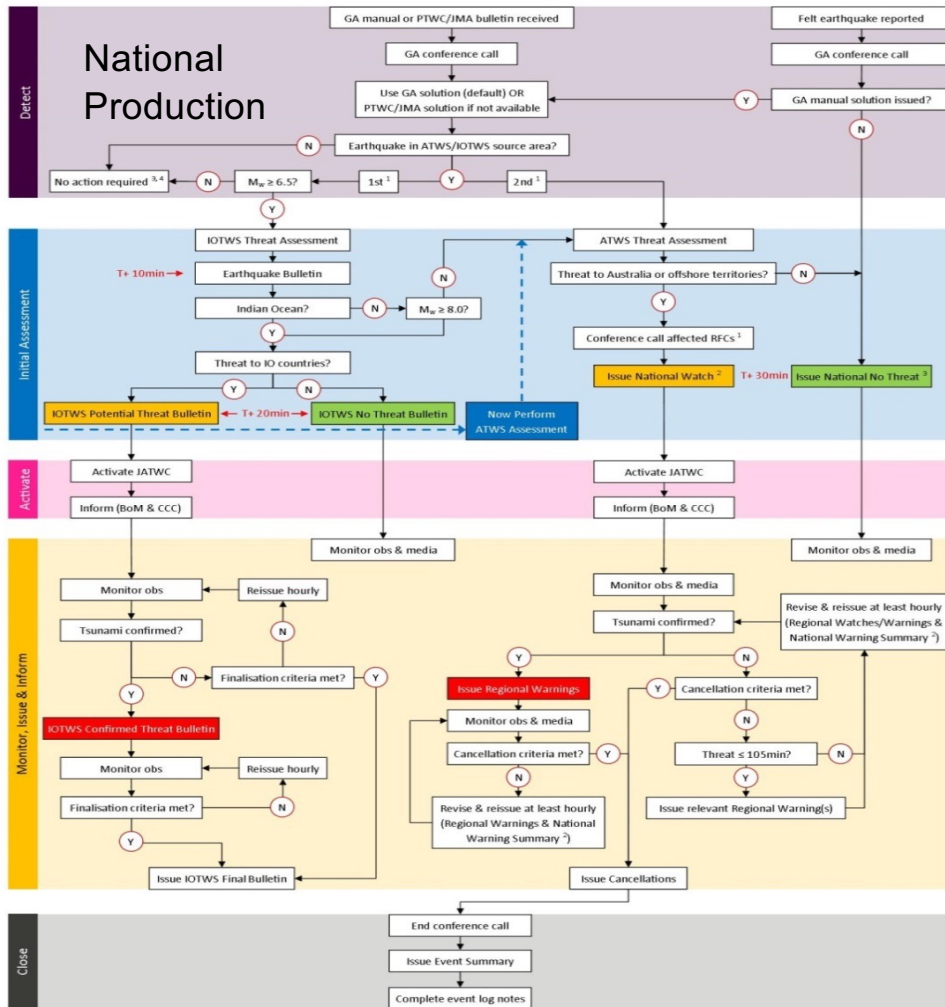 National
Production
Detect
GA manual or PTWC/JMA bulletin received
Felt earthquake reported
GA conference call
GA conference call
Use GA solution (default) OR
PTWC/JMA solution if not available
Y
GA manual solution issued?
N
N
Earthquake in ATWS/IOTWS source area?
No action required 3, 4
N
Mw ≥ 6.5?
1st 1
Y
2nd 1
Y
Initial Assessment
IOTWS Threat Assessment
ATWS Threat Assessment
T+ 10min
Earthquake Bulletin
N
Threat to Australia or offshore territories?
N
Indian Ocean?
N
Mw ≥ 8.0?
Y
Y
Conference call affected RFCs 1
Threat to IO countries?
Y
N
Issue National Watch 2
T+ 30min
Issue National No Threat 3
IOTWS Potential Threat Bulletin
T+ 20min
IOTWS No Threat Bulletin
Now Perform
ATWS Assessment
Activate
Activate JATWC
Activate JATWC
Inform (BoM & CCC)
Inform (BoM & CCC)
Monitor, Issue & Inform
Monitor obs & media
Monitor obs & media
Monitor obs
Reissue hourly
Monitor obs & media
Revise & reissue at least hourly
(Regional Watches/Warnings &
National Warning Summary 2)
Tsunami confirmed?
N
Tsunami confirmed?
Y
N
N
Finalisation criteria met?
Y
Y
Issue Regional Warnings
Y
Cancellation criteria met?
IOTWS Confirmed Threat Bulletin
Monitor obs & media
N
Monitor obs
Reissue hourly
Cancellation criteria met?
Y
Threat ≤ 105min?
N
N
Y
Finalisation criteria met?
N
Revise & reissue at least hourly
(Regional Warnings & National
Warning Summary 2)
Issue relevant Regional Warning(s)
Y
Issue IOTWS Final Bulletin
Issue Cancellations
Close
End conference call
Issue Event Summary
Complete event log notes